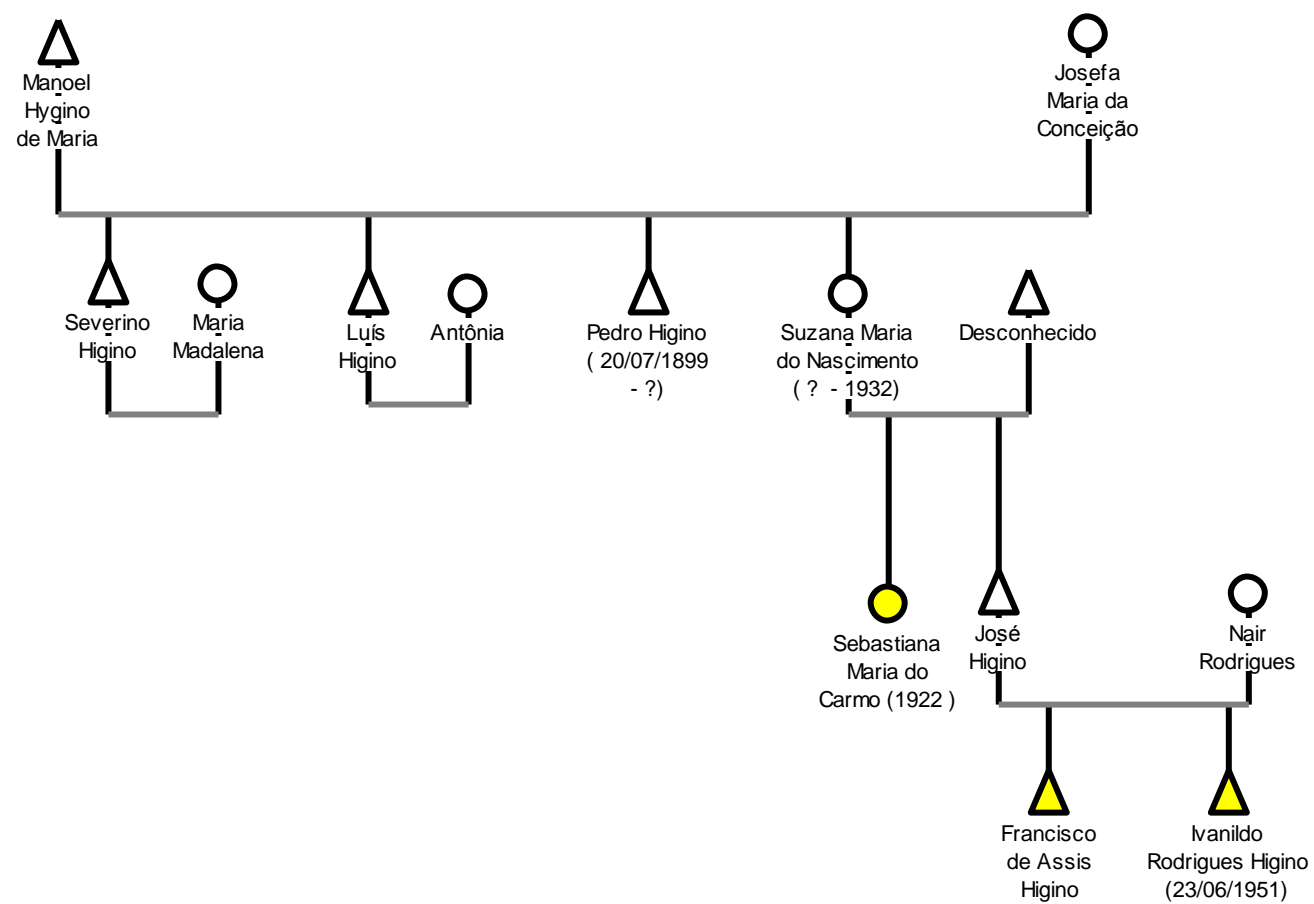 Manoel
Hygino
de Maria
Josefa
Maria da
Conceição
Severino
Higino
Maria
Madalena
Luís
Higino
Antônia
Pedro Higino
( 20/07/1899
- ?)
Suzana Maria
do Nascimento
( ? - 1932)
Desconhecido
Sebastiana
Maria do
Carmo (1922 )
José
Higino
Nair
Rodrigues
Francisco
de Assis
Higino
Ivanildo
Rodrigues Higino
(23/06/1951)